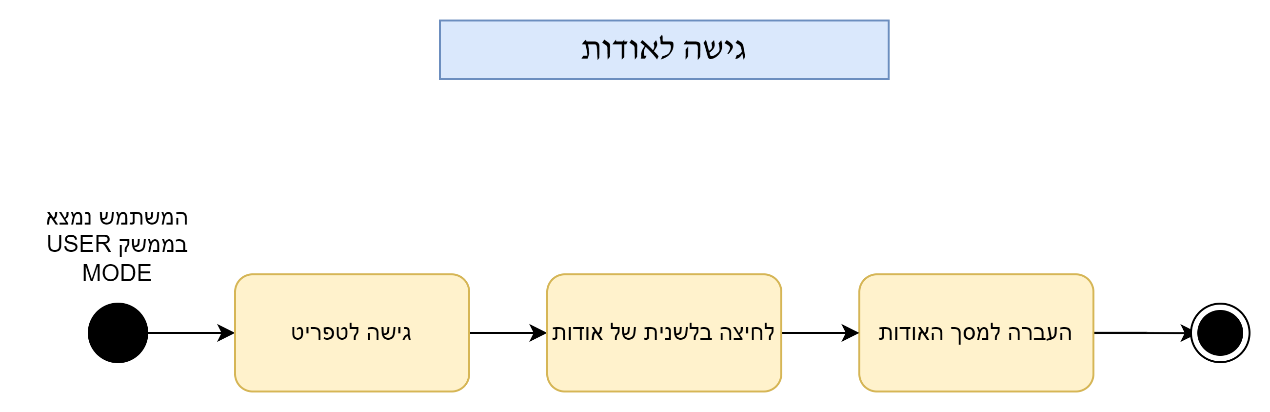 גישה לאודות
המשתמש נמצא
בממשק USER
MODE
גישה לטפריט
לחיצה בלשנית של אודות
העברה למסך האודות